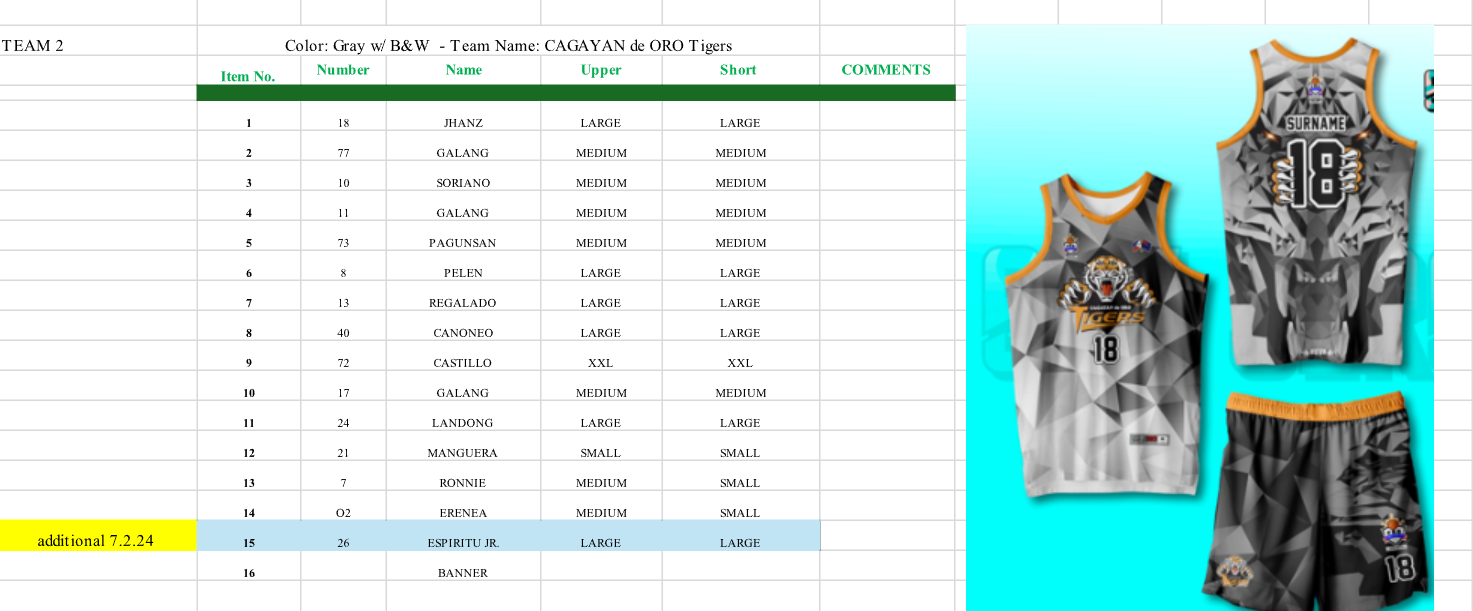 TEAM 2 Color: Gray w/ B&W - Team Name: CAGAYAN de ORO Tigers
Item No. Number Name Upper Short COMMENTS
1 18 JHANZ LARGE LARGE
2 77 GALANG MEDIUM MEDIUM
3 10 SORIANO MEDIUM MEDIUM
4 11 GALANG MEDIUM MEDIUM
5 73 PAGUNSAN MEDIUM MEDIUM
6 8 PELEN LARGE LARGE
7 13 REGALADO LARGE LARGE
8 40 CANONEO LARGE LARGE
9 72 CASTILLO XXL XXL
10 17 GALANG MEDIUM MEDIUM
11 24 LANDONG LARGE LARGE
12 21 MANGUERA SMALL SMALL
13 7 RONNIE MEDIUM SMALL
14 O2 ERENEA MEDIUM SMALL
additional 7.2.24 15 26 ESPIRITU JR. LARGE LARGE
16 BANNER
SURNAME
18
TIGERS
18
18